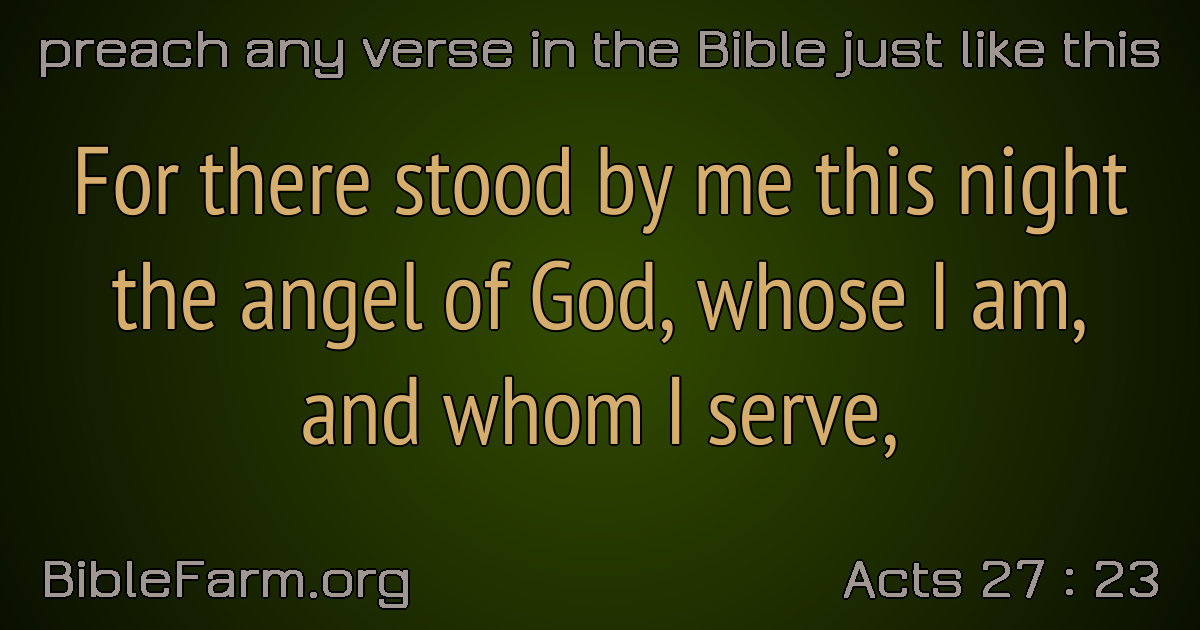 preach any verse in the Bible just like this
For there stood by me this night
the angel of God, whose I am,
and whom I serve,
BibleFarm.org
Acts 27 : 23